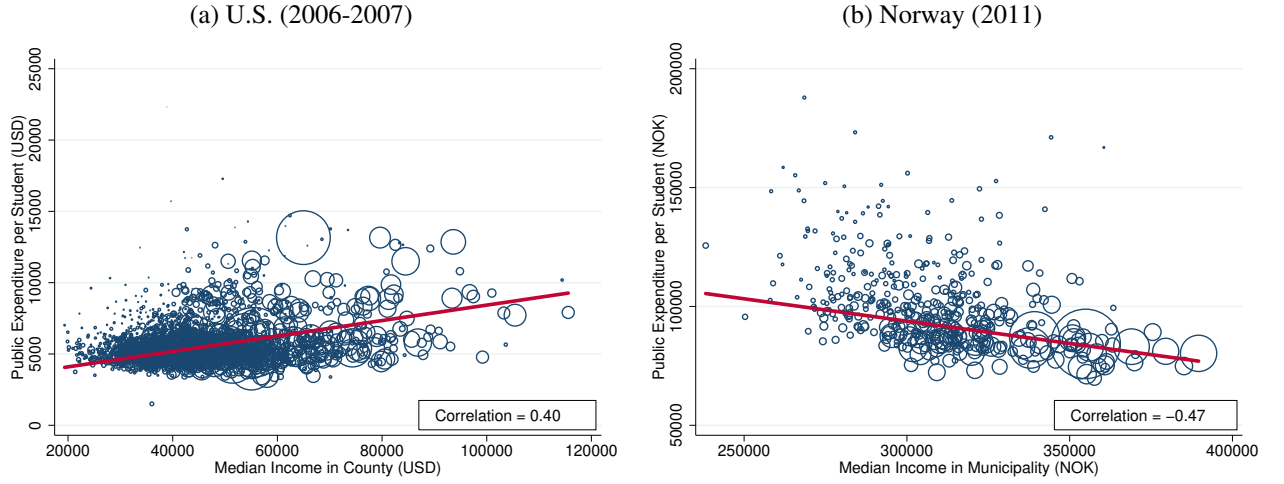 (a) U.S. (2006-2007)
Public Expenditure per Student (USD)
25000
20000
15000
10000
5000
0
Correlation = 0.40
20000 40000 60000 80000 100000 120000
Median Income in County (USD)
(b) Norway (2011)
Public Expenditure per Student (NOK)
200000
150000
100000
50000
Correlation = −0.47
250000 300000 350000 400000
Median Income in Municipality (NOK)